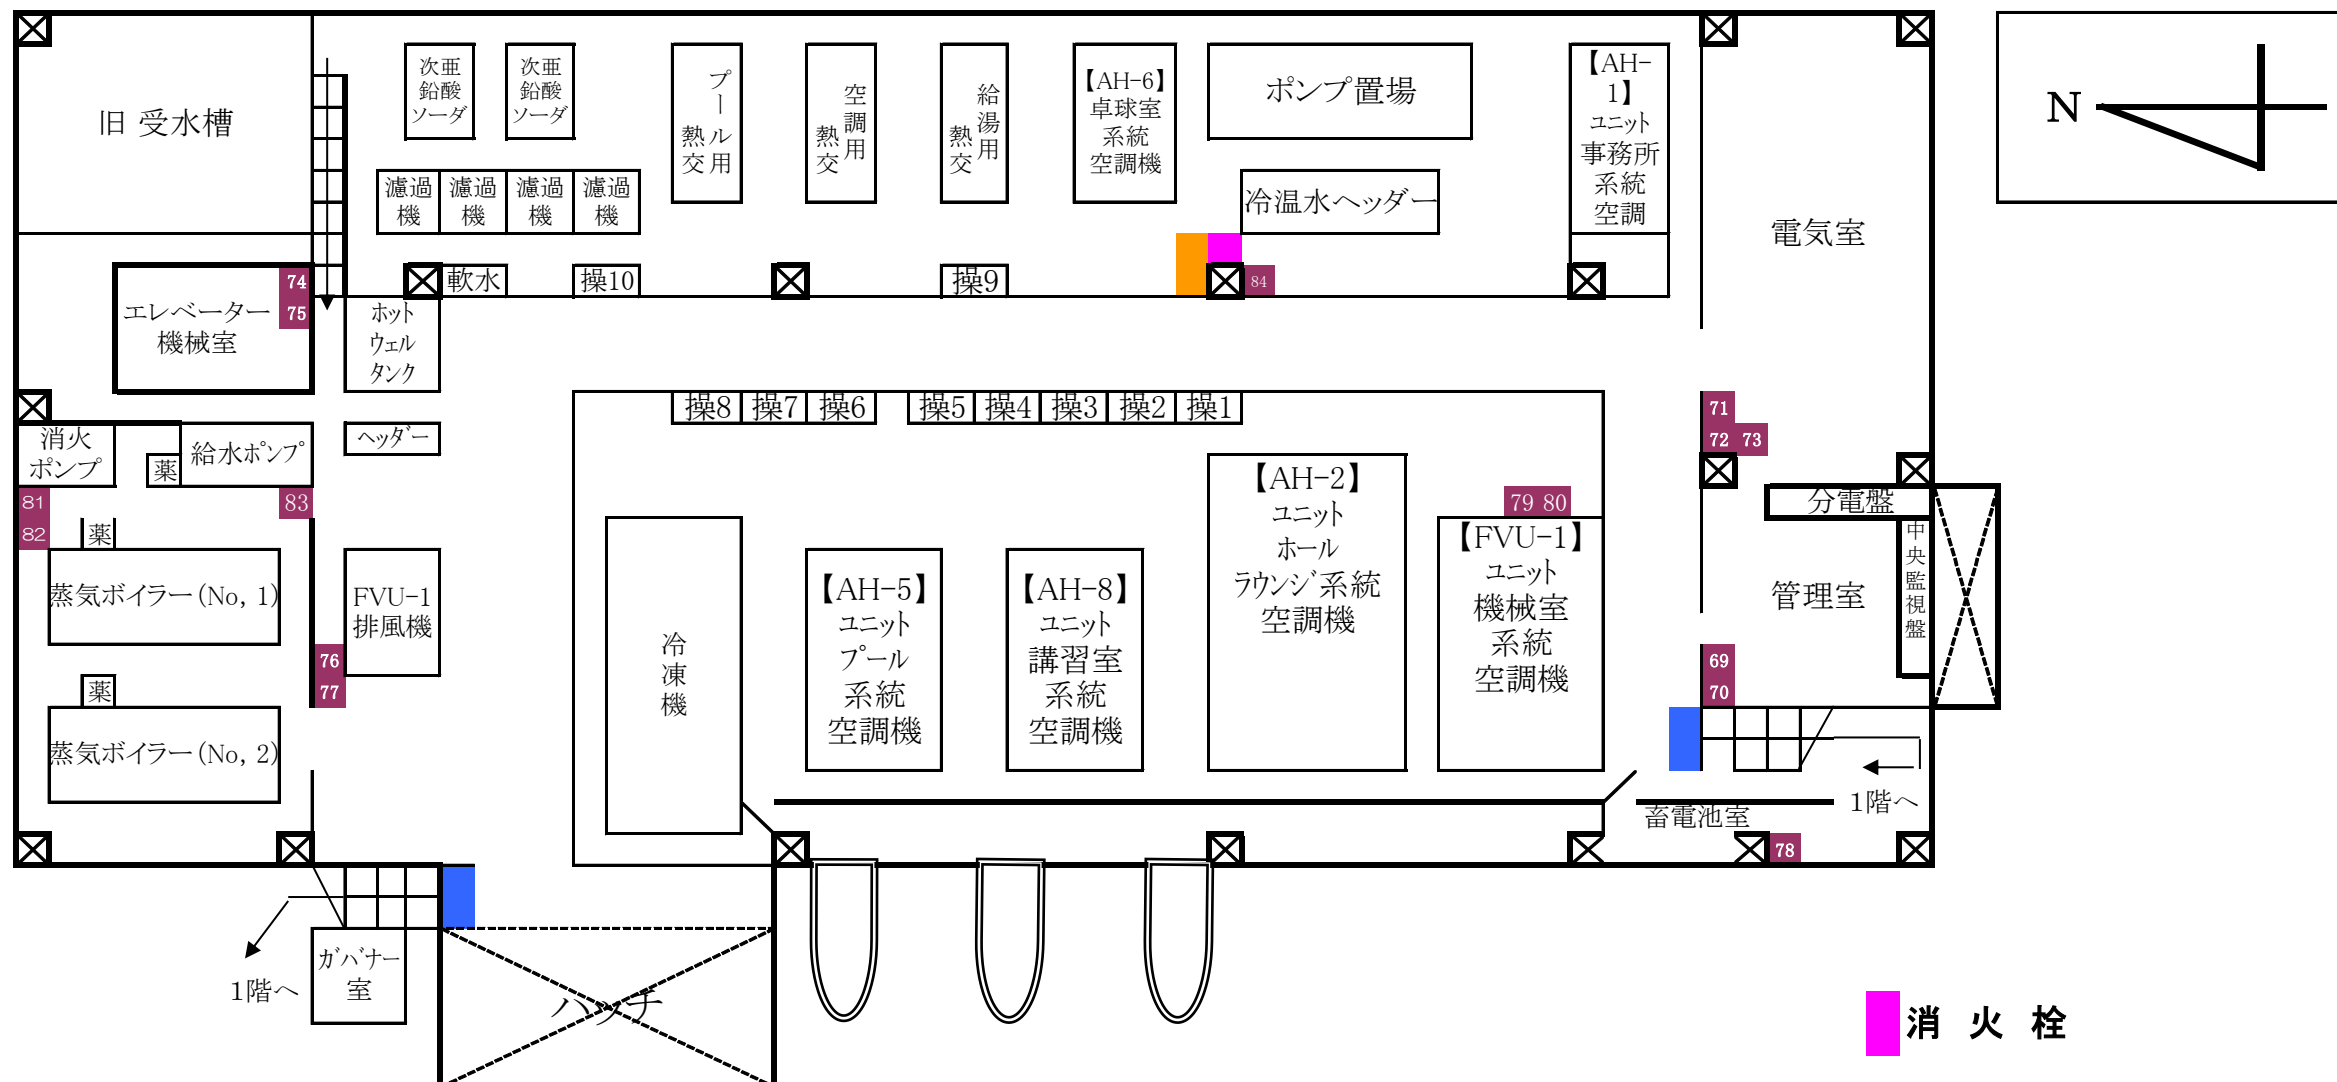 旧 受水槽
次亜
鉛酸
ソーダ
次亜
鉛酸
ソーダ
プール用
熱交
空調用
熱交
給湯用
熱交
【AH-6】
卓球室
系統
空調機
ポンプ置場
【AH-
1】
ユニット
事務所
系統
空調
N
濾過
機
濾過
機
濾過
機
濾過
機
冷温水ヘッダー
電気室
74
75
エレベーター
機械室
軟水
操10
操9
84
ホット
ウェル
タンク
操8
操7
操6
操5
操4
操3
操2
操1
71
72
73
消火
ポンプ
薬
給水ポンプ
ヘッダー
81
82
83
薬
蒸気ボイラー(No, 1)
FVU-1
排風機
76
77
薬
蒸気ボイラー(No, 2)
冷凍機
【AH-5】
ユニット
プール
系統
空調機
【AH-8】
ユニット
講習室
系統
空調機
【AH-2】
ユニット
ホール
ラウンジ系統
空調機
79 80
【FVU-1】
ユニット
機械室
系統
空調機
分電盤
中央監視盤
管理室
69
70
1階へ
畜電池室
78
ガバナー
室
1階へ
ハッチ
消 火 栓